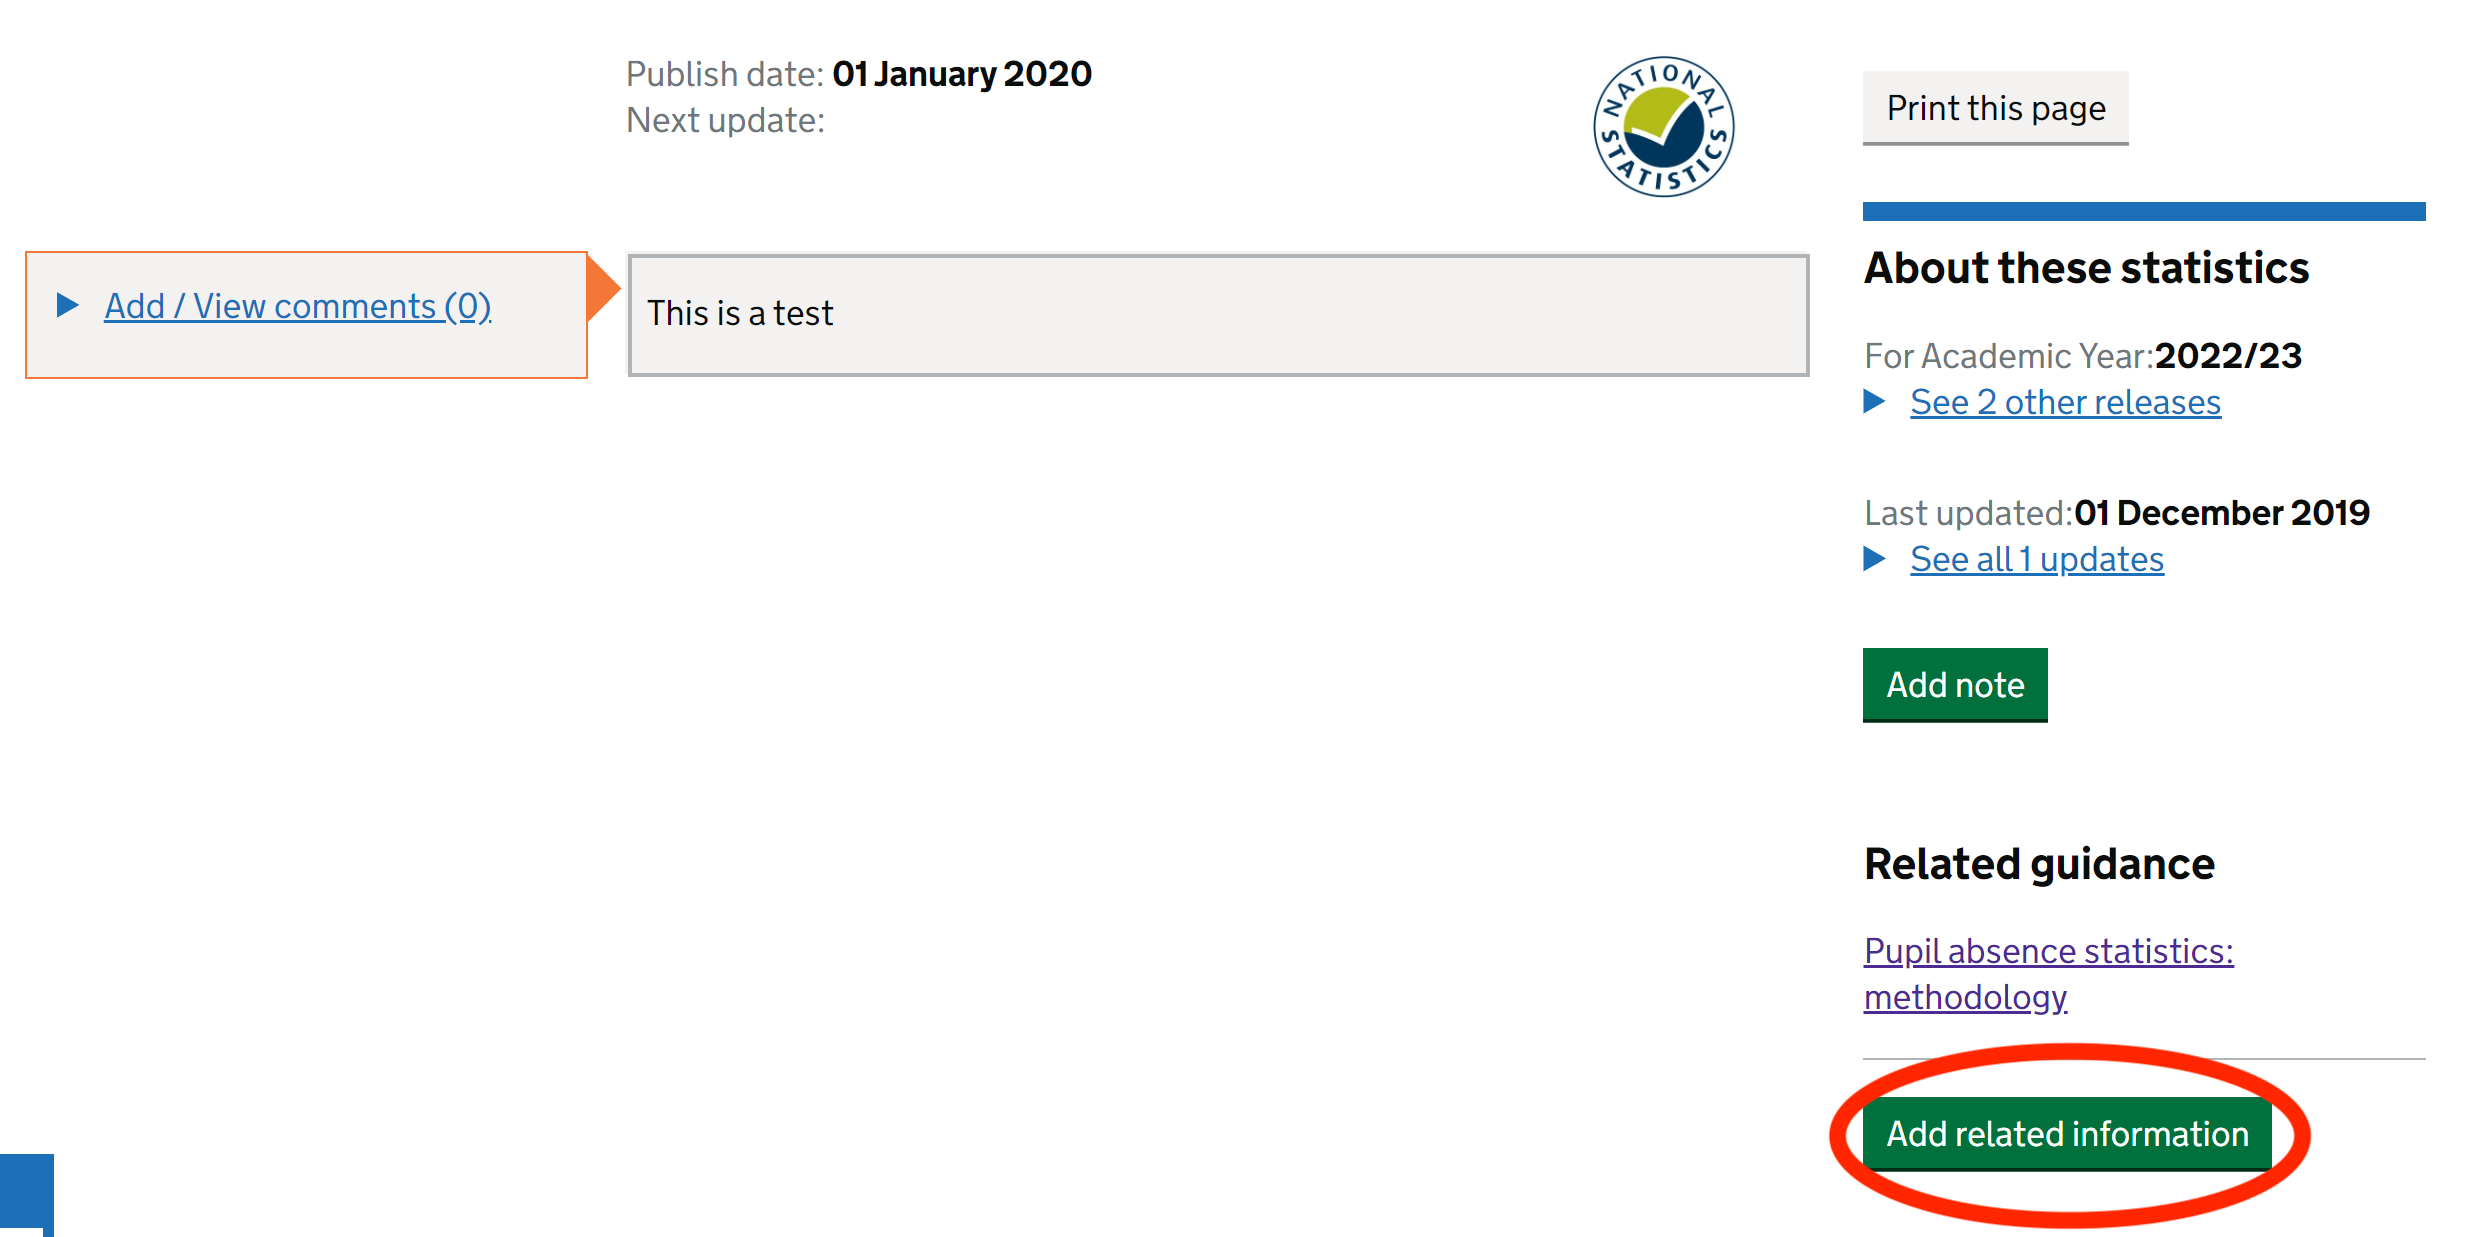 Publish date: 01 January 2020
Next update:
NATIONAL STATISTICS
Print this page
Add / View comments (0)
This is a test
About these statistics
For Academic Year:2022/23
See 2 other releases
Last updated:01 December 2019
See all 1 updates
Add note
Related guidance
Pupil absence statistics:
methodology
Add related information